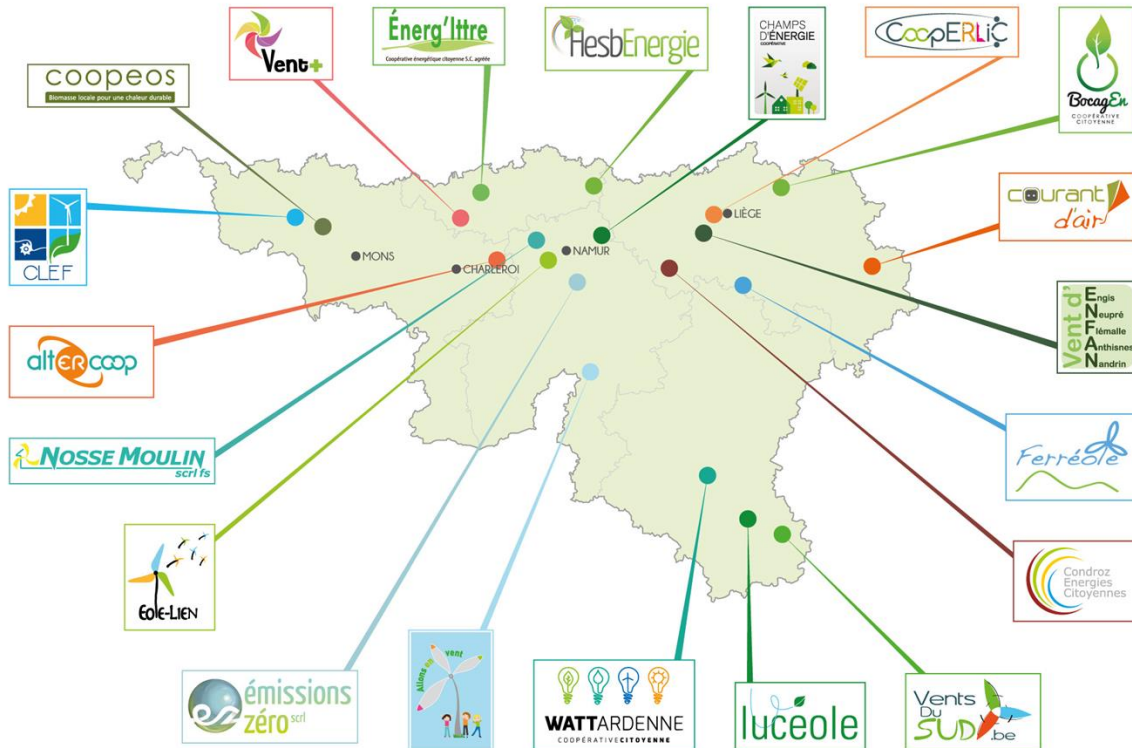 coopeos
Biomasse locale pour une chaleur durable
Vent+
Énerg'Ittre
Coopérative énergétique citoyenne S.C. agréée
HesbEnergie
CHAMPS
D'ÉNERGIE
COOPÉRATIVE
COOPERLiC
BocagEn
COOPÉRATIVE
CITOYENNE
CLEF
courant
d'air
LIÈGE
MONS
NAMUR
CHARLEROI
Vent d'
Engis
Neupré
Flémalle
Anthisnes
Nandrin
altERcoop
NOSSE MOULIN
scrl fs
Ferréole
EOlE-LIEN
Condroz
Energies
Citoyennes
Allons en vent
émissions
zéro scrl
ez
WATTARDENNE
COOPÉRATIVECITOYENNE
lucéole
Vents
Du
SUD.be